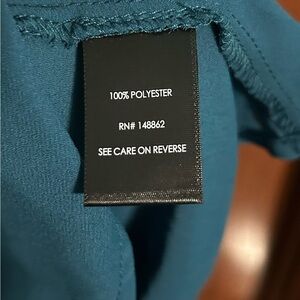 100% POLYESTER
RN# 148862
SEE CARE ON REVERSE